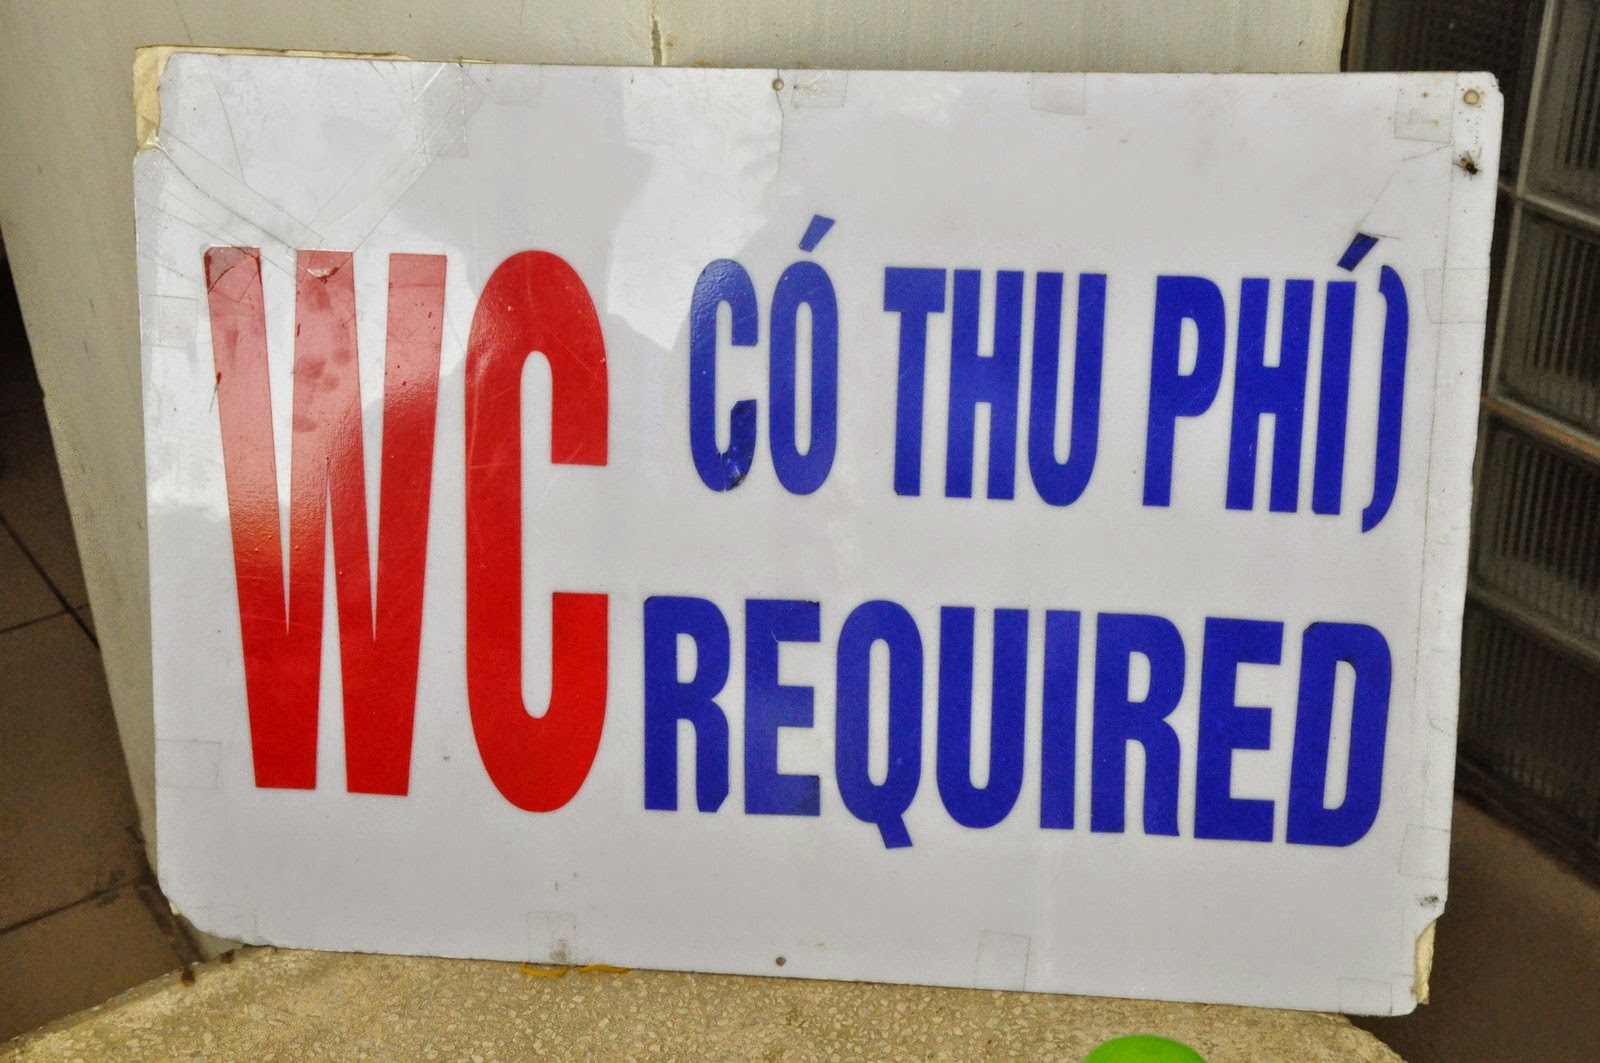 WC CÓ THU PHÍ)
REQUIRED